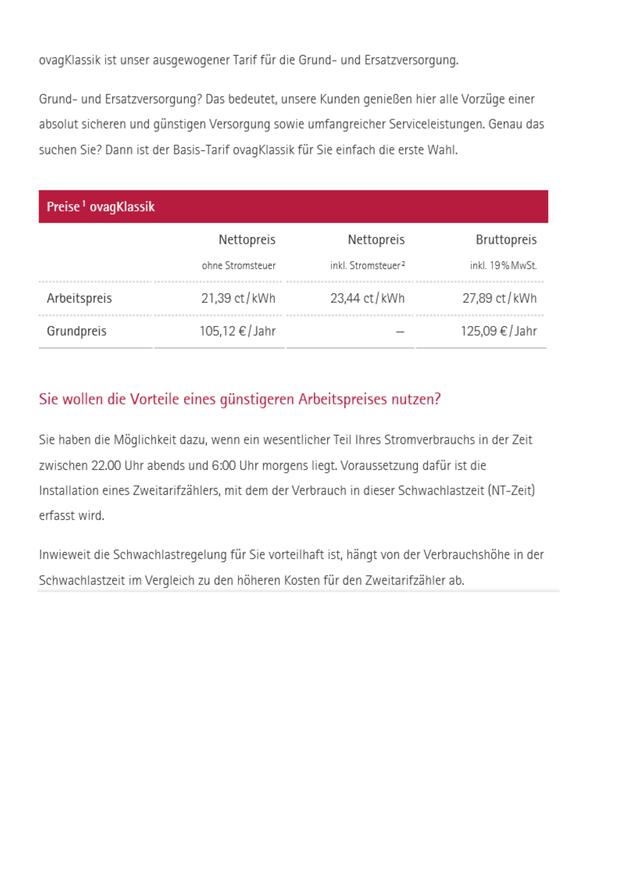 ovagKlassik ist unser ausgewogener Tarif für die Grund- und Ersatzversorgung.
Grund- und Ersatzversorgung? Das bedeutet, unsere Kunden genießen hier alle Vorzüge einer
absolut sicheren und günstigen Versorgung sowie umfangreicher Serviceleistungen. Genau das
suchen Sie? Dann ist der Basis-Tarif ovagKlassik für Sie einfach die erste Wahl.
Preise¹ ovagKlassik
Nettopreis Nettopreis Bruttopreis
ohne Stromsteuer inkl. Stromsteuer² inkl. 19% MwSt.
Arbeitspreis 21,39 ct/kWh 23,44 ct/kWh 27,89 ct/kWh
Grundpreis 105,12 €/Jahr — 125,09 €/Jahr
Sie wollen die Vorteile eines günstigeren Arbeitspreises nutzen?
Sie haben die Möglichkeit dazu, wenn ein wesentlicher Teil Ihres Stromverbrauchs in der Zeit
zwischen 22.00 Uhr abends und 6:00 Uhr morgens liegt. Voraussetzung dafür ist die
Installation eines Zweitarifzählers, mit dem der Verbrauch in dieser Schwachlastzeit (NT-Zeit)
erfasst wird.
Inwieweit die Schwachlastregelung für Sie vorteilhaft ist, hängt von der Verbrauchshöhe in der
Schwachlastzeit im Vergleich zu den höheren Kosten für den Zweitarifzähler ab.